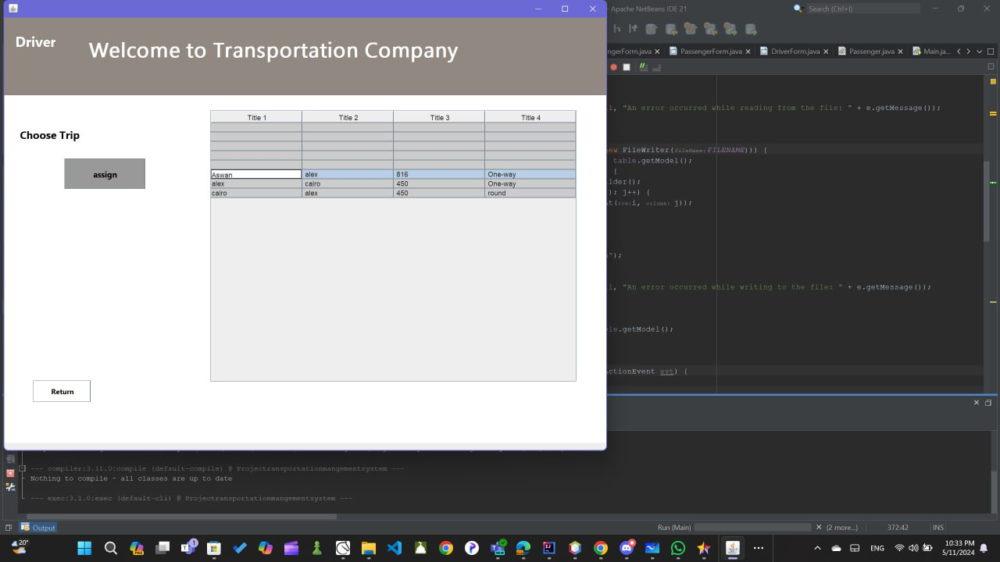 - Apache NetBeans IDE 21
Search (Ctrl+I)
Driver
Welcome to Transportation Company
ngerForm.java
PassengerForm.java
DriverForm.java
Passenger.java
Main.ja...
Choose Trip
assign
Return
Title 1 Title 2 Title 3 Title 4
Aswan alex 816 One-way
alex cairo 450 One-way
cairo alex 450 round
l, "An error occurred while reading from the file: " + e.getMessage());
ew FileWriter(fileName:FILENAME))) {
table.getModel();
{
lder();
); j++) {
t(row:i, column: j));
");
l, "An error occurred while writing to the file: " + e.getMessage());
le.getModel();
ctionEvent evt) {
--- compiler:3.11.0:compile (default-compile) @ Projectransportationmangementsystem ---
Nothing to compile - all classes are up to date
--- exec:3.1.0:exec (default-cli) @ Projectransportationmangementsystem ---
Output
Run (Main)
(2 more...)
372:42
INS
20°
1
ENG
10:33 PM
5/11/2024